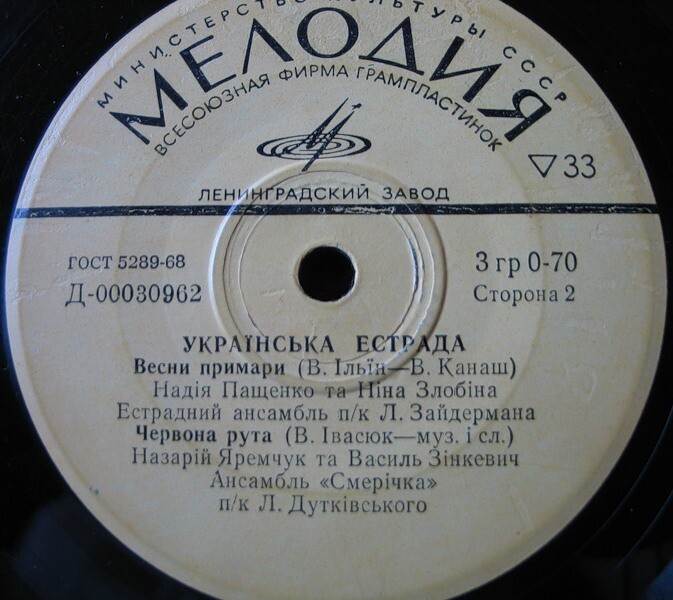 МИНИСТЕРСТВО КУЛЬТУРЫ СССР
МЕЛОДИЯ
ВСЕСОЮЗНАЯ ФИРМА ГРАМПЛАСТИНОК
▽ 33
ЛЕНИНГРАДСКИЙ ЗАВОД
ГОСТ 5289-68
3 гр 0-70
Д-00030962
Сторона 2
УКРАЇНСЬКА ЕСТРАДА
Весни примари (В. Ільїн—В. Канаш)
Надія Пащенко та Ніна Злобіна
Естрадний ансамбль п/к Л. Зайдермана
Червона рута (В. Івасюк—муз. і сл.)
Назарій Яремчук та Василь Зінкевич
Ансамбль «Смерічка»
п/к Л. Дутківського